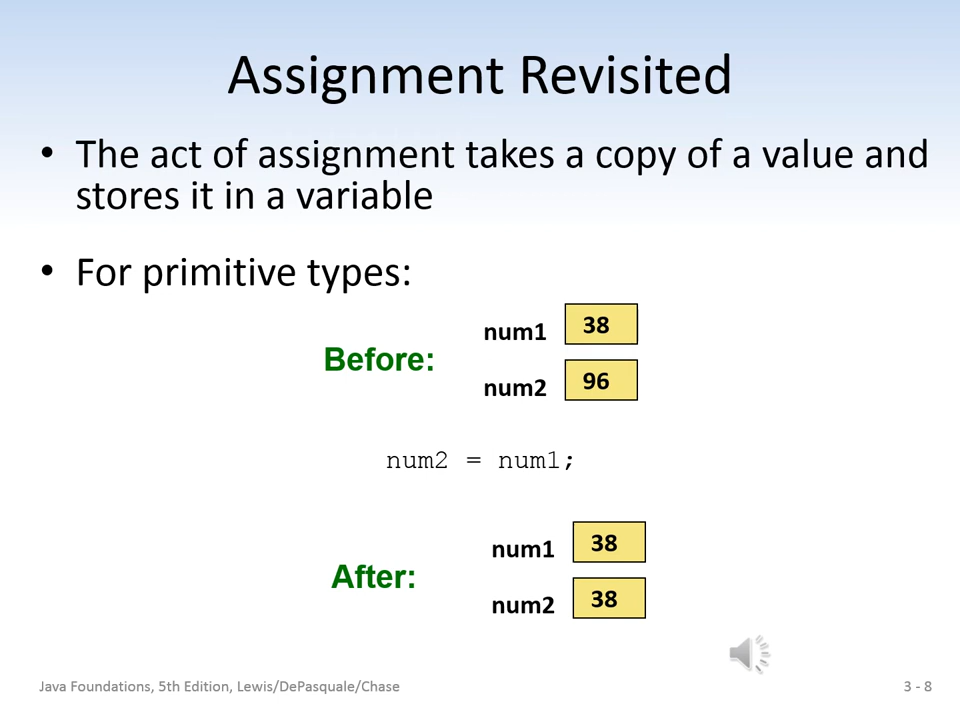 Assignment Revisited
• The act of assignment takes a copy of a value and
stores it in a variable
• For primitive types:
num1 38
Before:
num2 96
num2 = num1;
num1 38
After:
num2 38
Java Foundations, 5th Edition, Lewis/DePasquale/Chase 3 - 8